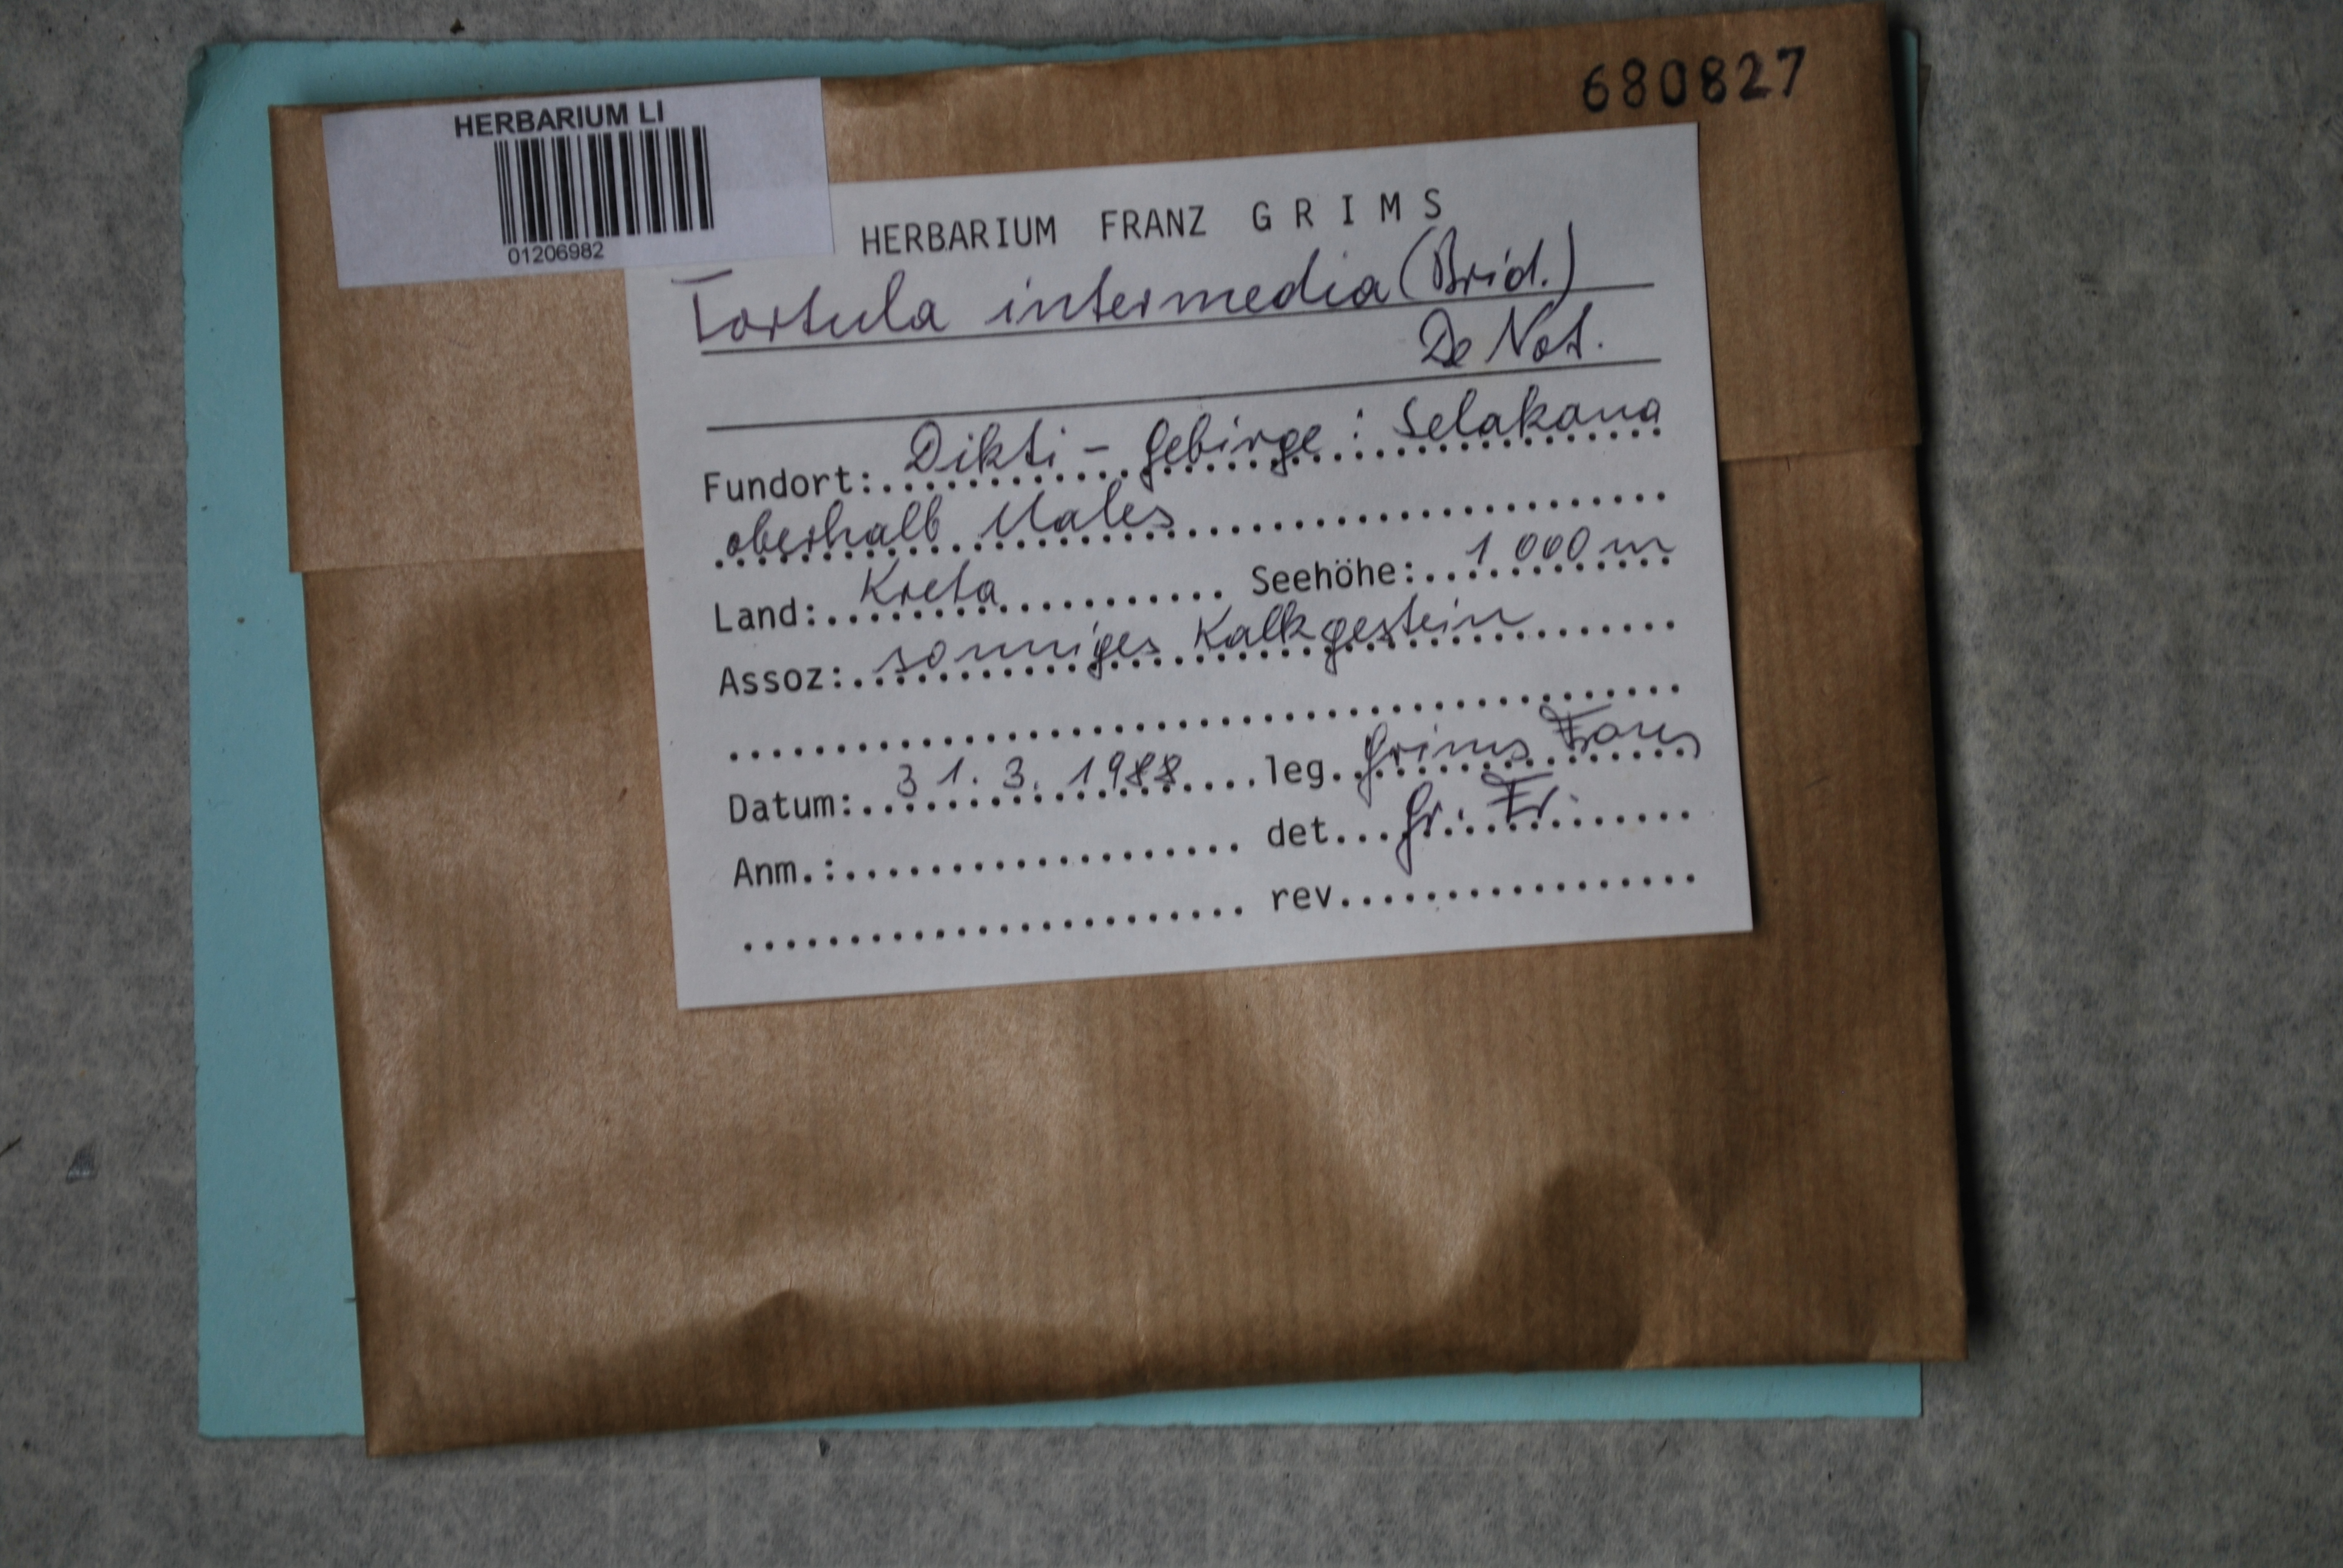 680827
HERBARIUM LI
01206982
HERBARIUM FRANZ GRIMS
Tortula intermedia (Brid.)
De Not.
Fundort: Dikti - Gebirge: Selakana
oberhalb Males
Land: Kreta Seehöhe: 1000 m
Assoz: sonniges Kalkgestein
Datum: 31. 3. 1988 leg. Grims Franz
Anm.: det. Gr. Fr.
rev.